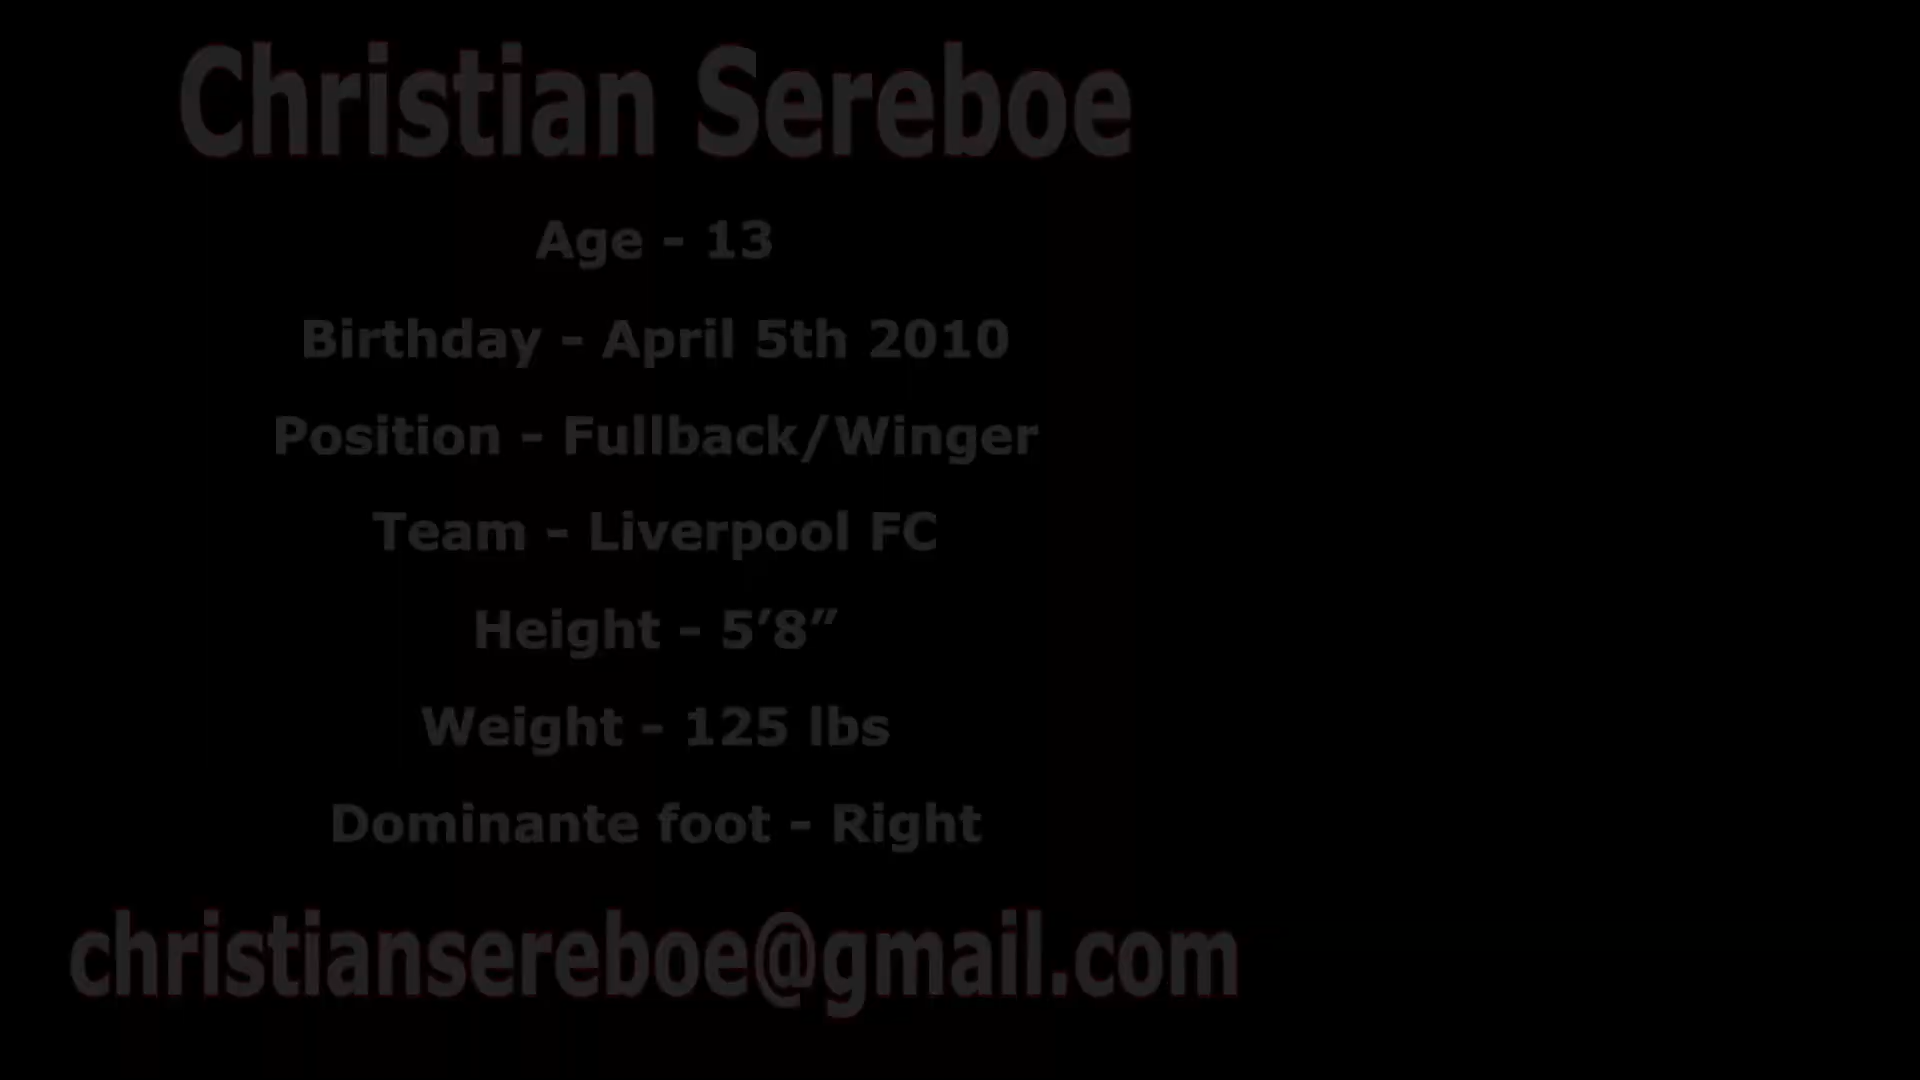 Christian Sereboe
Age - 13
Birthday - April 5th 2010
Position - Fullback/Winger
Team - Liverpool FC
Height - 5’8”
Weight - 125 lbs
Dominante foot - Right
christiansereboe@gmail.com